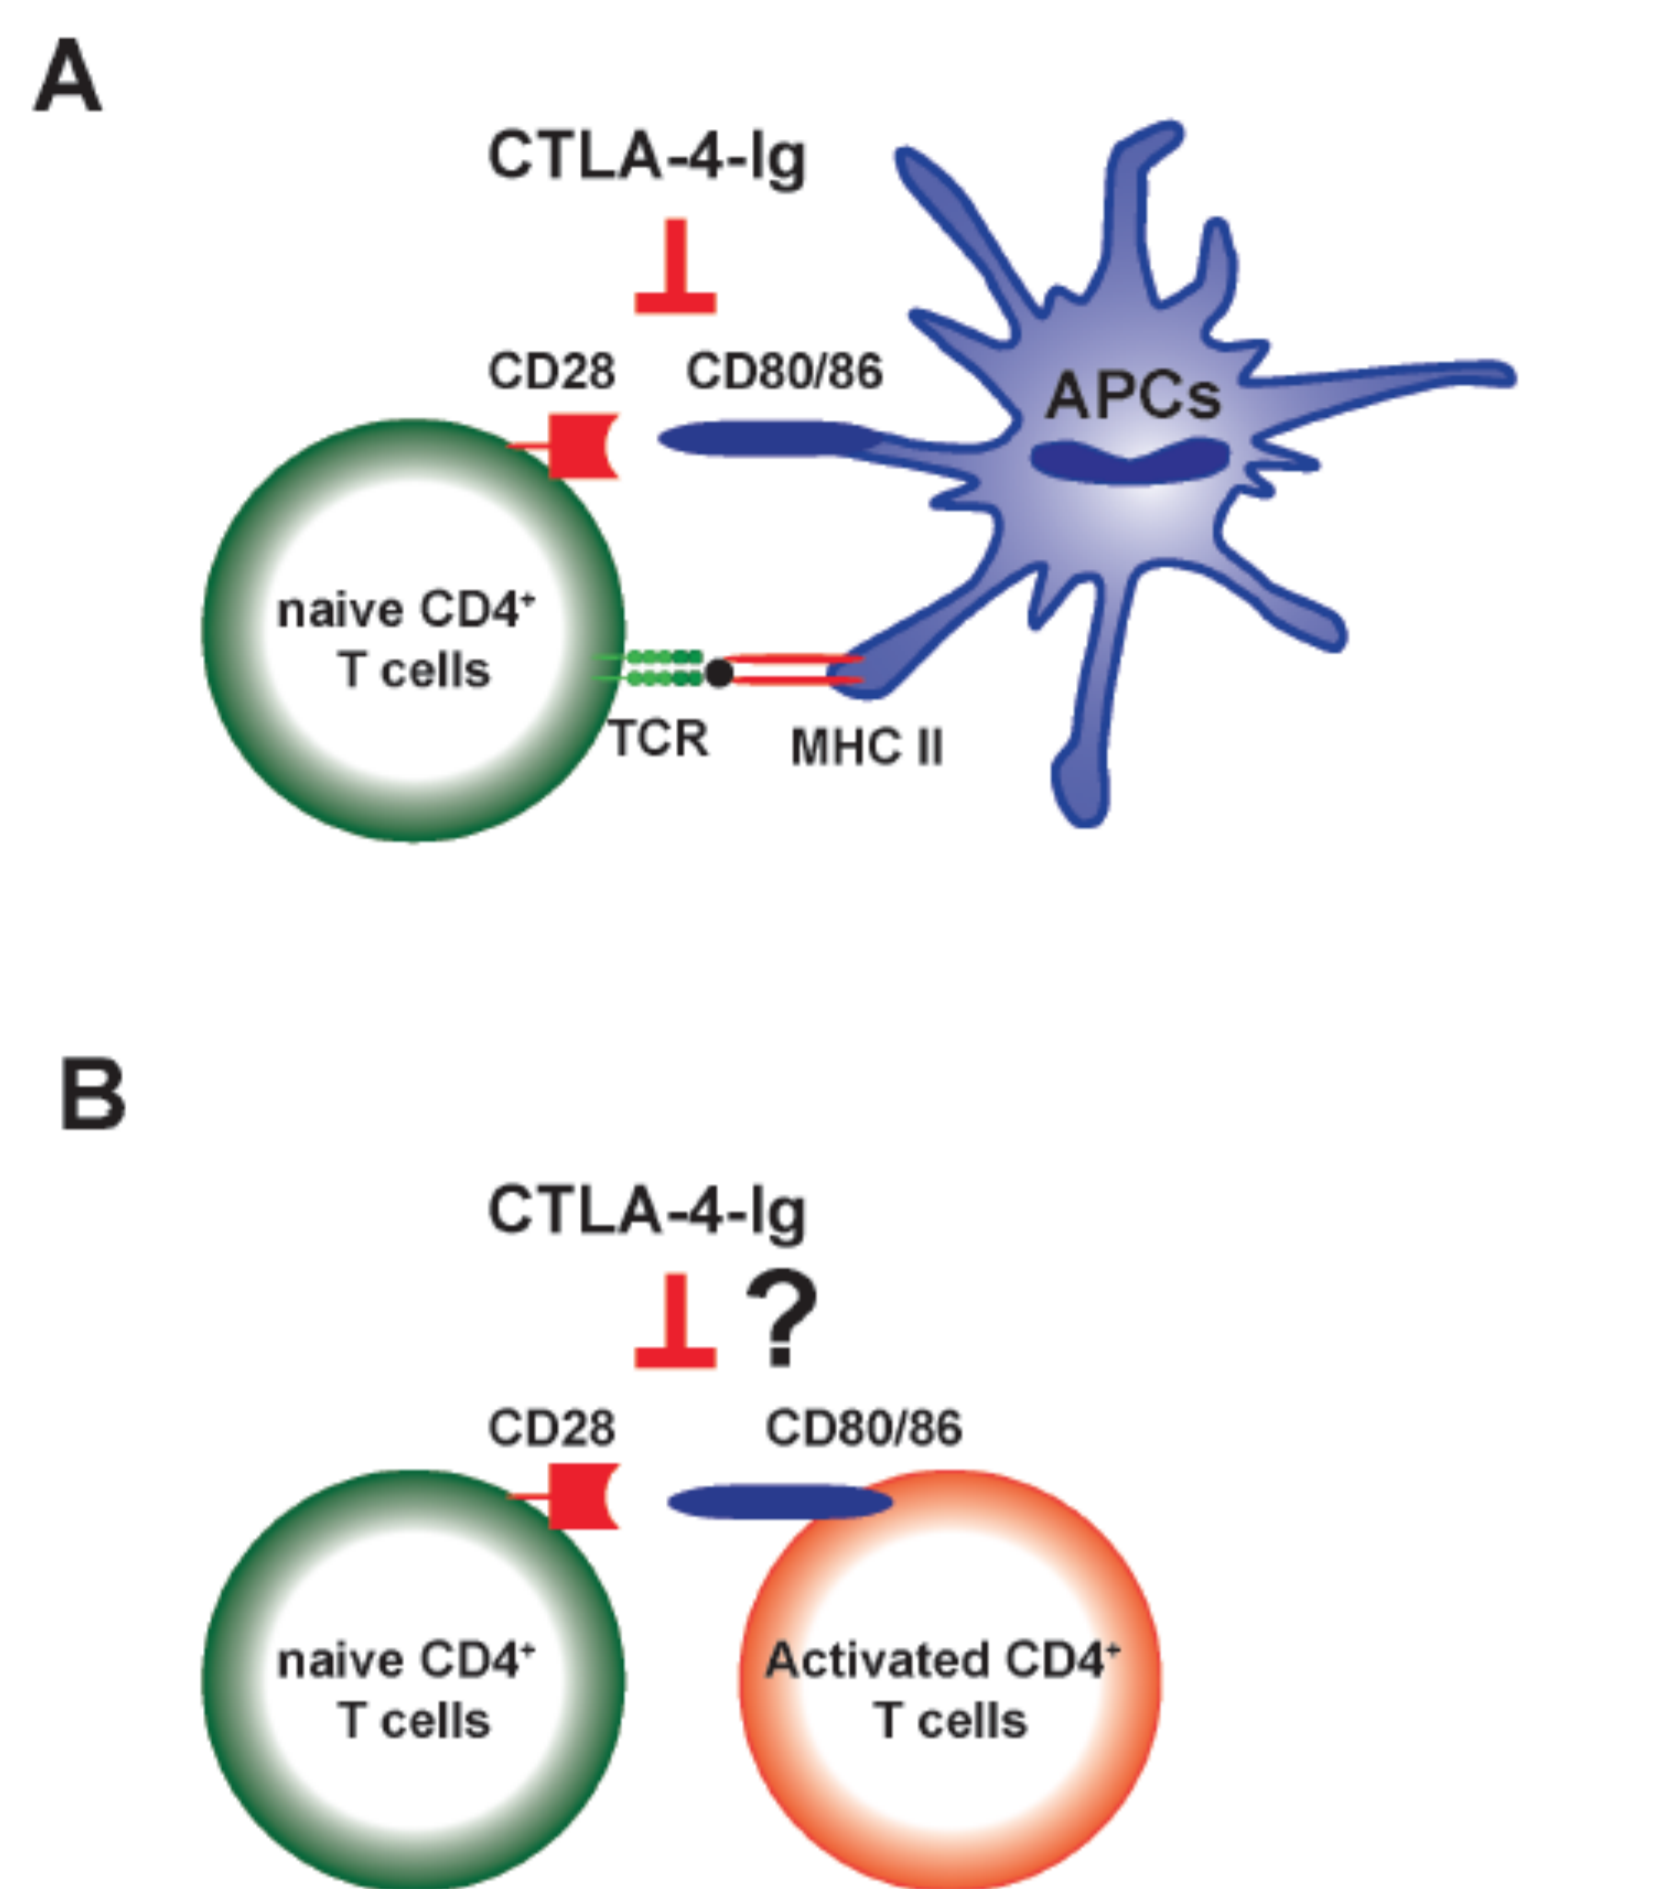 A
CTLA-4-Ig
CD28 CD80/86
APCs
naive CD4⁺
T cells
TCR
MHC II
B
CTLA-4-Ig
?
CD28 CD80/86
naive CD4⁺
T cells
Activated CD4⁺
T cells